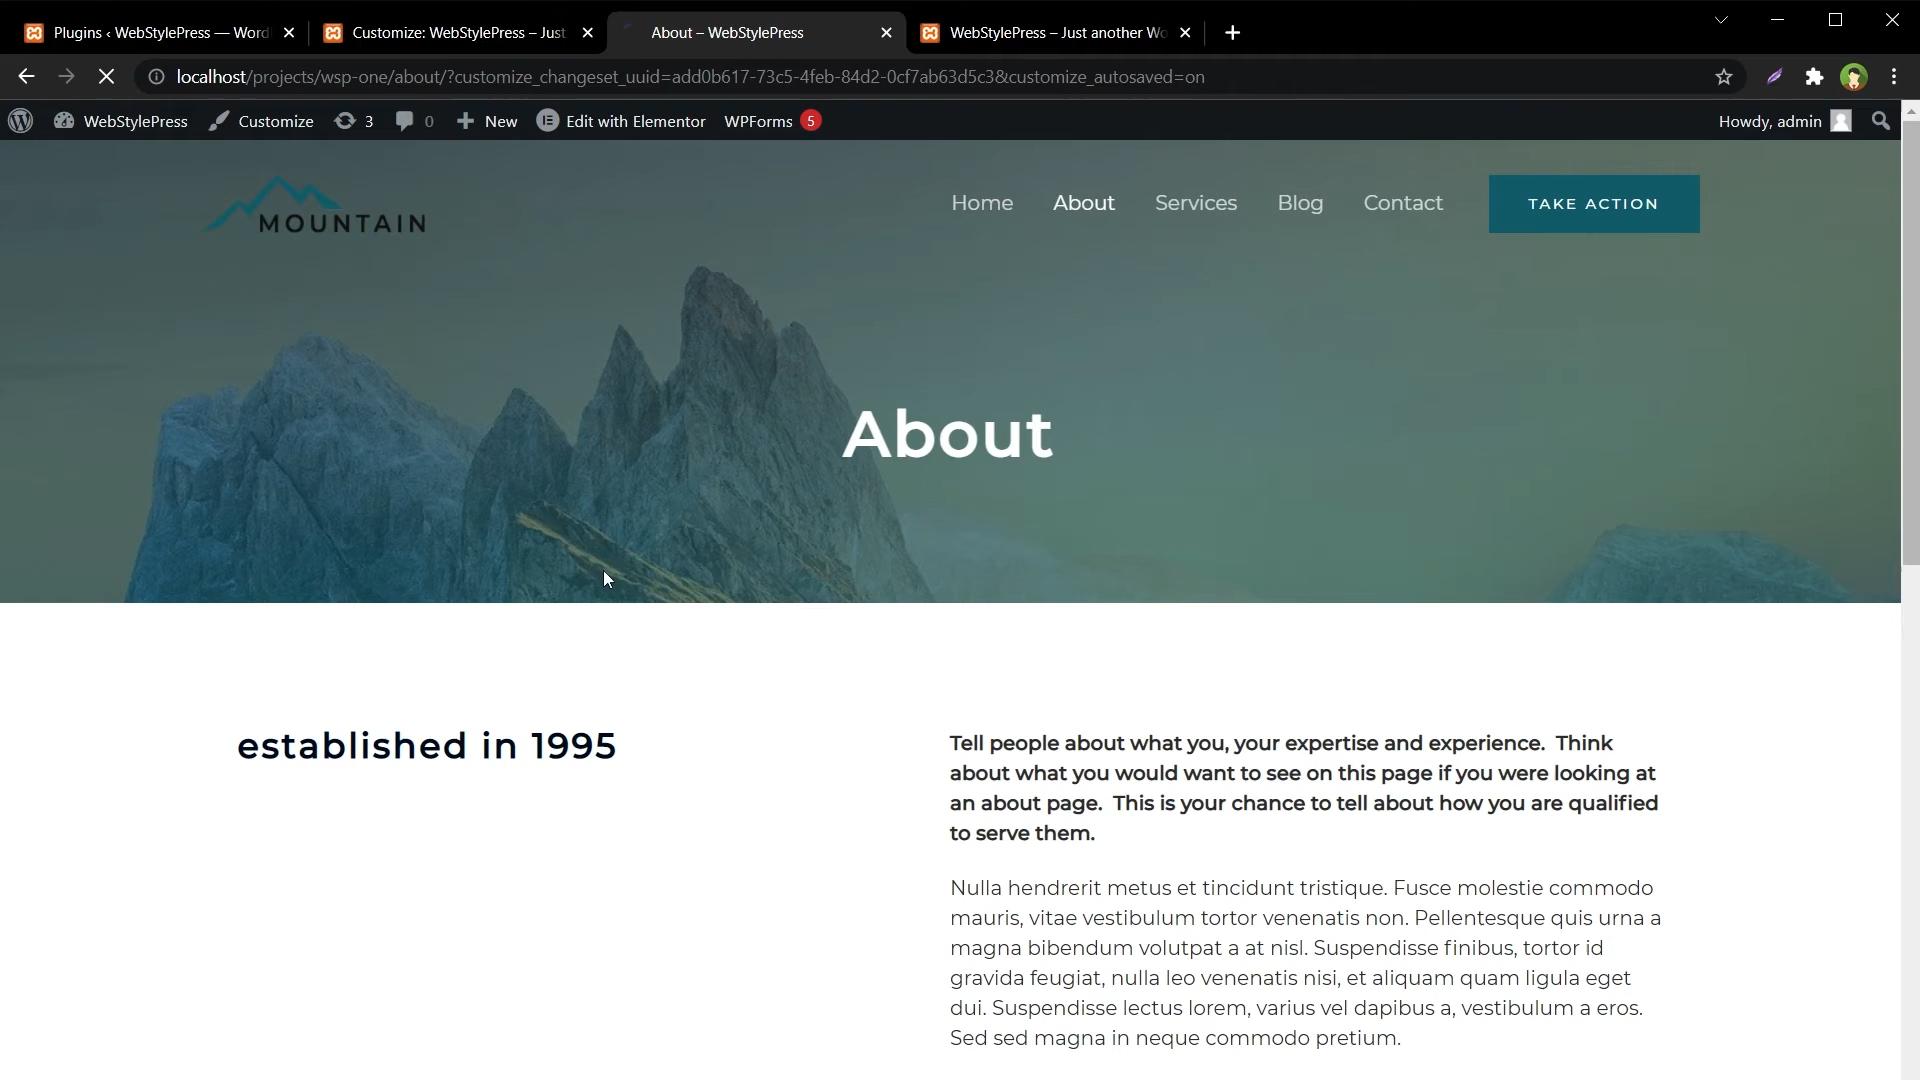 Plugins ‹ WebStylePress — Word
Customize: WebStylePress – Just
About – WebStylePress
WebStylePress – Just another Wo
localhost/projects/wsp-one/about/?customize_changeset_uuid=add0b617-73c5-4feb-84d2-0cf7ab63d5c3&customize_autosaved=on
WebStylePress Customize 3 0 New Edit with Elementor WPForms 5 Howdy, admin
MOUNTAIN
Home About Services Blog Contact TAKE ACTION
About
established in 1995
Tell people about what you, your expertise and experience.  Think
about what you would want to see on this page if you were looking at
an about page.  This is your chance to tell about how you are qualified
to serve them.
Nulla hendrerit metus et tincidunt tristique. Fusce molestie commodo
mauris, vitae vestibulum tortor venenatis non. Pellentesque quis urna a
magna bibendum volutpat a at nisl. Suspendisse finibus, tortor id
gravida feugiat, nulla leo venenatis nisi, et aliquam quam ligula eget
dui. Suspendisse lectus lorem, varius vel dapibus a, vestibulum a eros.
Sed sed magna in neque commodo pretium.